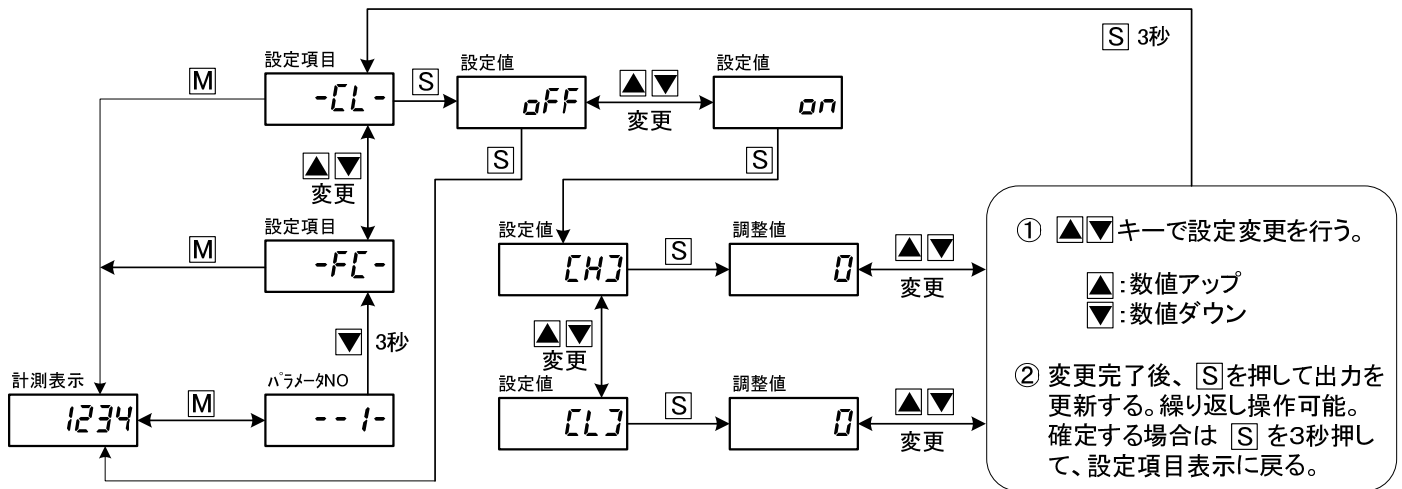 S 3秒
設定項目
M
-CL-
S
設定値
oFF
▲▼
変更
設定値
on
▲▼
変更
S
S
設定項目
M
-FC-
設定値
[H]
S
調整値
0
▲▼
変更
▼ 3秒
▲▼
変更
計測表示
1234
M
パラメータNO
--1-
設定値
[L]
S
調整値
0
▲▼
変更
① ▲▼キーで設定変更を行う。
▲:数値アップ
▼:数値ダウン
② 変更完了後、Sを押して出力を
更新する。繰り返し操作可能。
確定する場合は S を3秒押し
て、設定項目表示に戻る。